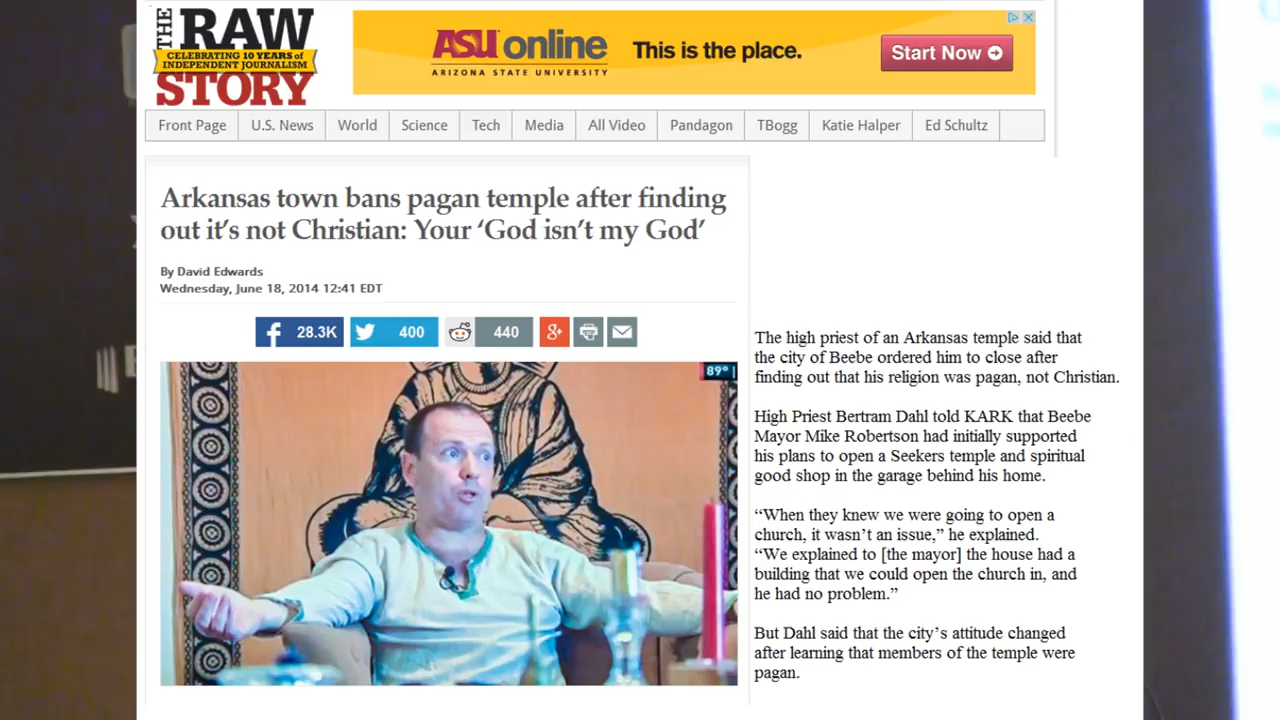 THE
RAW
CELEBRATING 10 YEARS of
INDEPENDENT JOURNALISM
STORY
ASU online
ARIZONA STATE UNIVERSITY
This is the place.
Start Now
Front Page U.S. News World Science Tech Media All Video Pandagon TBogg Katie Halper Ed Schultz
Arkansas town bans pagan temple after finding
out it's not Christian: Your ‘God isn't my God’
By David Edwards
Wednesday, June 18, 2014 12:41 EDT
28.3K 400 440
89°
The high priest of an Arkansas temple said that
the city of Beebe ordered him to close after
finding out that his religion was pagan, not Christian.
High Priest Bertram Dahl told KARK that Beebe
Mayor Mike Robertson had initially supported
his plans to open a Seekers temple and spiritual
good shop in the garage behind his home.
“When they knew we were going to open a
church, it wasn’t an issue,” he explained.
“We explained to [the mayor] the house had a
building that we could open the church in, and
he had no problem.”
But Dahl said that the city’s attitude changed
after learning that members of the temple were
pagan.